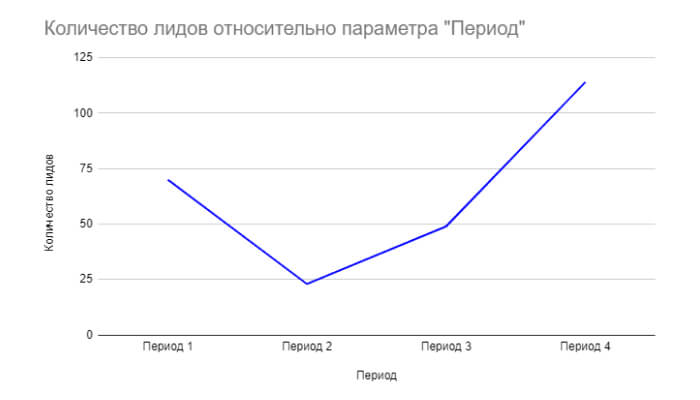 Количество лидов относительно параметра "Период"
125
100
75
50
25
0
Количество лидов
Период 1
Период 2
Период 3
Период 4
Период